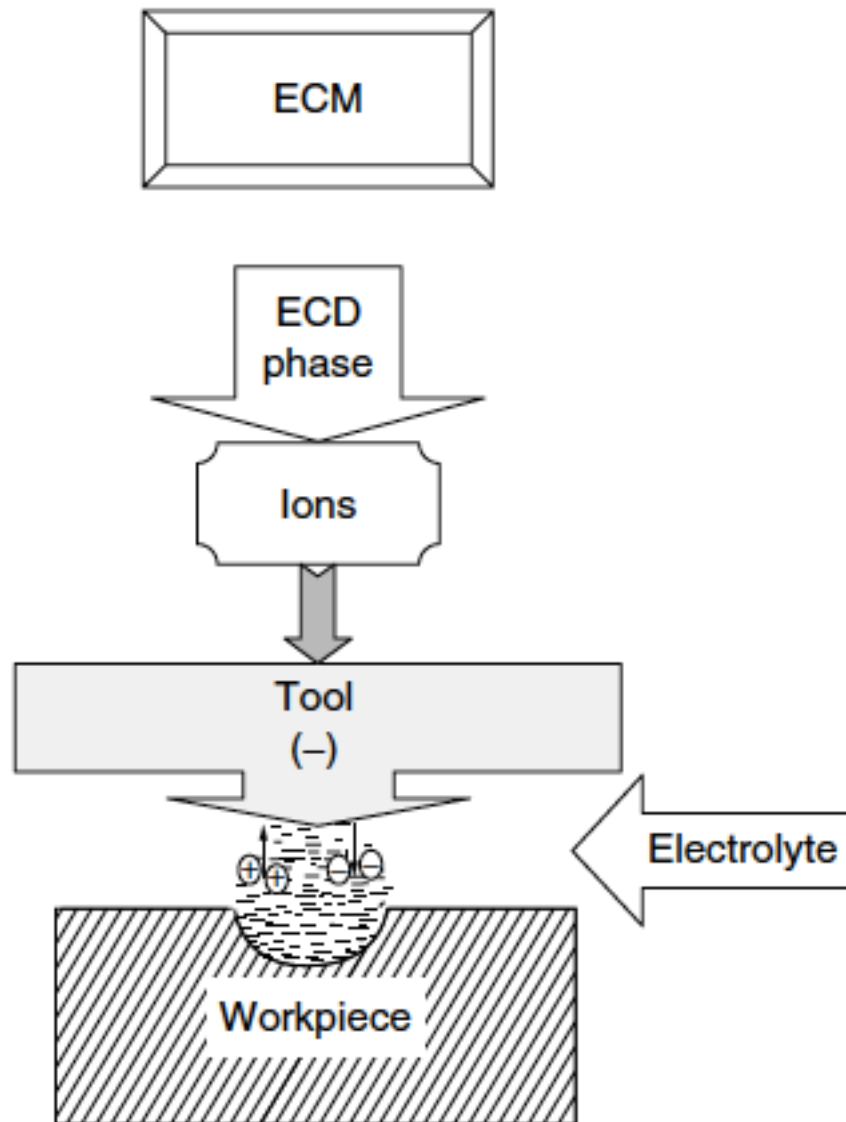 ECM
ECD
phase
Ions
Tool
(–)
+ + – –
Electrolyte
Workpiece